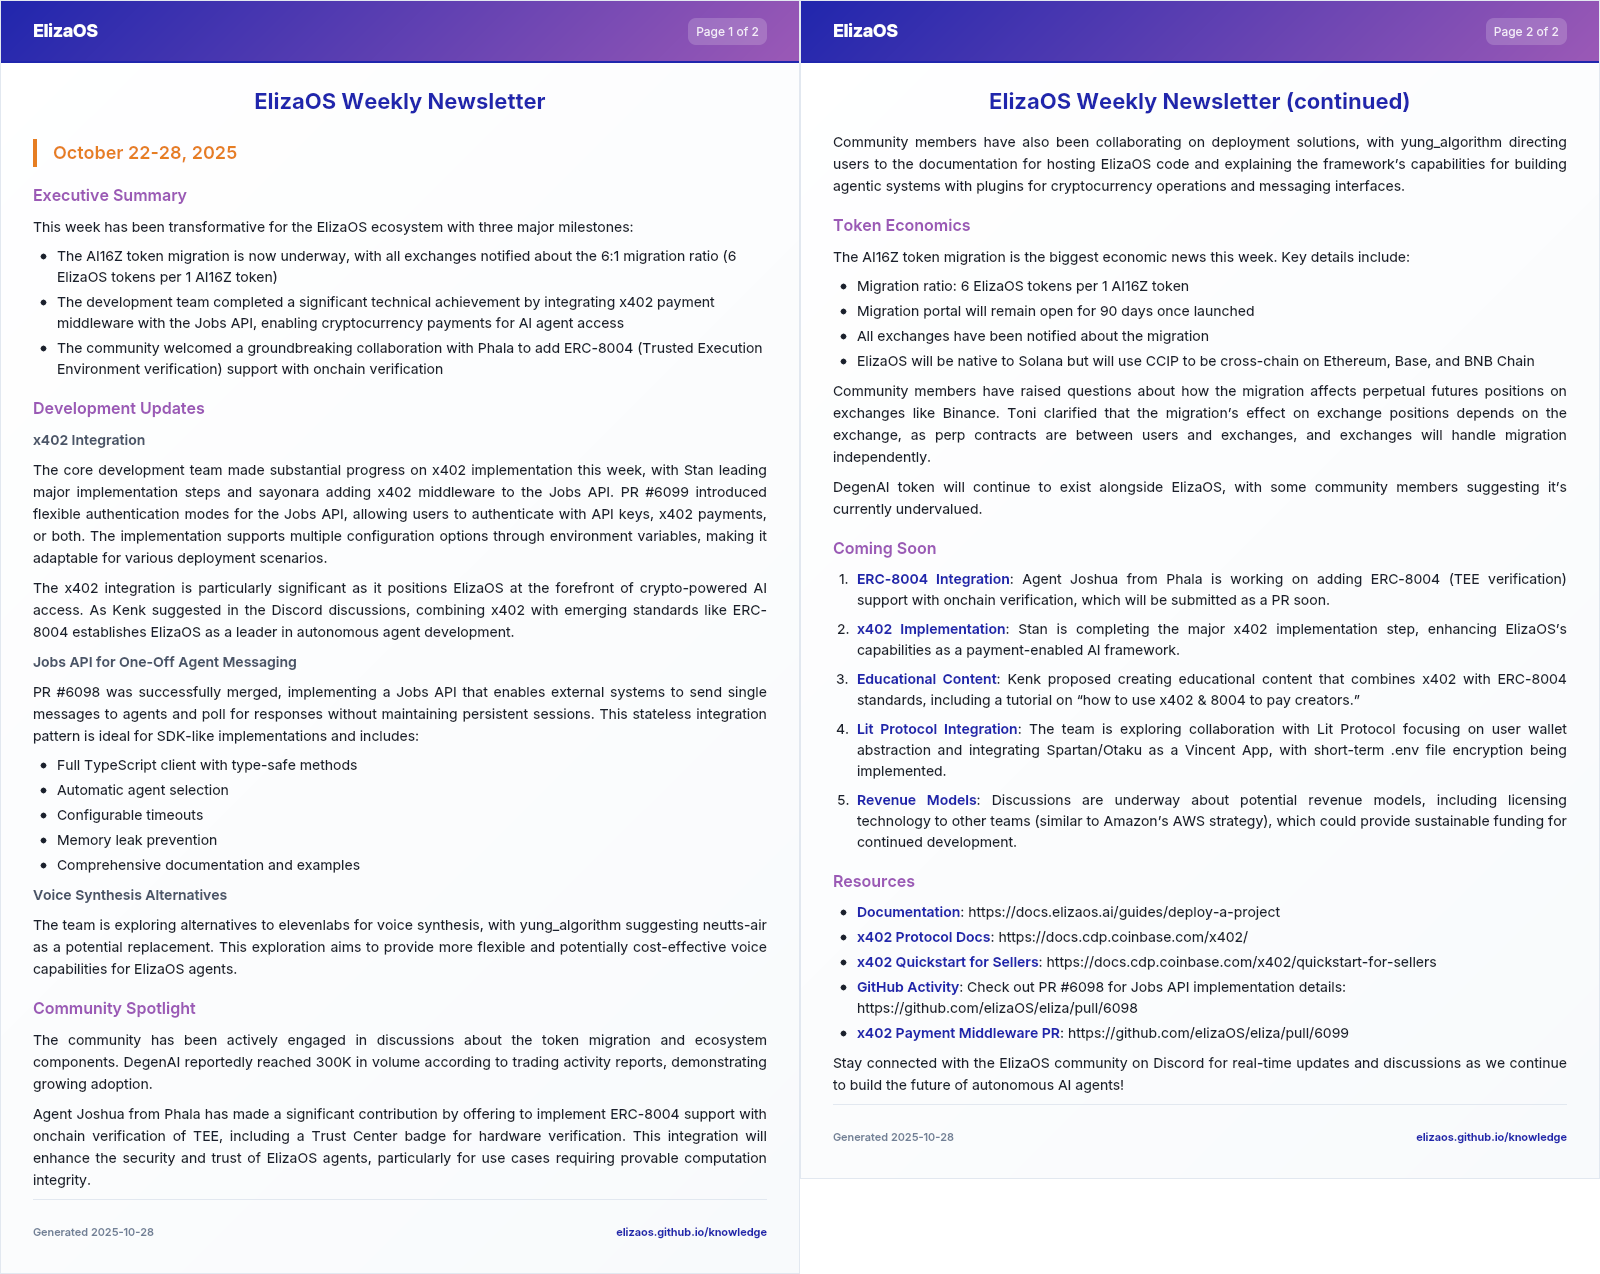 ElizaOS
Page 1 of 2
ElizaOS Weekly Newsletter
October 22-28, 2025
Executive Summary
This week has been transformative for the ElizaOS ecosystem with three major milestones:
• The AI16Z token migration is now underway, with all exchanges notified about the 6:1 migration ratio (6
ElizaOS tokens per 1 AI16Z token)
• The development team completed a significant technical achievement by integrating x402 payment
middleware with the Jobs API, enabling cryptocurrency payments for AI agent access
• The community welcomed a groundbreaking collaboration with Phala to add ERC-8004 (Trusted Execution
Environment verification) support with onchain verification
Development Updates
x402 Integration
The core development team made substantial progress on x402 implementation this week, with Stan leading
major implementation steps and sayonara adding x402 middleware to the Jobs API. PR #6099 introduced
flexible authentication modes for the Jobs API, allowing users to authenticate with API keys, x402 payments,
or both. The implementation supports multiple configuration options through environment variables, making it
adaptable for various deployment scenarios.
The x402 integration is particularly significant as it positions ElizaOS at the forefront of crypto-powered AI
access. As Kenk suggested in the Discord discussions, combining x402 with emerging standards like ERC-
8004 establishes ElizaOS as a leader in autonomous agent development.
Jobs API for One-Off Agent Messaging
PR #6098 was successfully merged, implementing a Jobs API that enables external systems to send single
messages to agents and poll for responses without maintaining persistent sessions. This stateless integration
pattern is ideal for SDK-like implementations and includes:
• Full TypeScript client with type-safe methods
• Automatic agent selection
• Configurable timeouts
• Memory leak prevention
• Comprehensive documentation and examples
Voice Synthesis Alternatives
The team is exploring alternatives to elevenlabs for voice synthesis, with yung_algorithm suggesting neutts-air
as a potential replacement. This exploration aims to provide more flexible and potentially cost-effective voice
capabilities for ElizaOS agents.
Community Spotlight
The community has been actively engaged in discussions about the token migration and ecosystem
components. DegenAI reportedly reached 300K in volume according to trading activity reports, demonstrating
growing adoption.
Agent Joshua from Phala has made a significant contribution by offering to implement ERC-8004 support with
onchain verification of TEE, including a Trust Center badge for hardware verification. This integration will
enhance the security and trust of ElizaOS agents, particularly for use cases requiring provable computation
integrity.
Generated 2025-10-28
elizaos.github.io/knowledge
ElizaOS
Page 2 of 2
ElizaOS Weekly Newsletter (continued)
Community members have also been collaborating on deployment solutions, with yung_algorithm directing
users to the documentation for hosting ElizaOS code and explaining the framework's capabilities for building
agentic systems with plugins for cryptocurrency operations and messaging interfaces.
Token Economics
The AI16Z token migration is the biggest economic news this week. Key details include:
• Migration ratio: 6 ElizaOS tokens per 1 AI16Z token
• Migration portal will remain open for 90 days once launched
• All exchanges have been notified about the migration
• ElizaOS will be native to Solana but will use CCIP to be cross-chain on Ethereum, Base, and BNB Chain
Community members have raised questions about how the migration affects perpetual futures positions on
exchanges like Binance. Toni clarified that the migration's effect on exchange positions depends on the
exchange, as perp contracts are between users and exchanges, and exchanges will handle migration
independently.
DegenAI token will continue to exist alongside ElizaOS, with some community members suggesting it's
currently undervalued.
Coming Soon
1. ERC-8004 Integration: Agent Joshua from Phala is working on adding ERC-8004 (TEE verification)
support with onchain verification, which will be submitted as a PR soon.
2. x402 Implementation: Stan is completing the major x402 implementation step, enhancing ElizaOS's
capabilities as a payment-enabled AI framework.
3. Educational Content: Kenk proposed creating educational content that combines x402 with ERC-8004
standards, including a tutorial on “how to use x402 & 8004 to pay creators.”
4. Lit Protocol Integration: The team is exploring collaboration with Lit Protocol focusing on user wallet
abstraction and integrating Spartan/Otaku as a Vincent App, with short-term .env file encryption being
implemented.
5. Revenue Models: Discussions are underway about potential revenue models, including licensing
technology to other teams (similar to Amazon's AWS strategy), which could provide sustainable funding for
continued development.
Resources
• Documentation: https://docs.elizaos.ai/guides/deploy-a-project
• x402 Protocol Docs: https://docs.cdp.coinbase.com/x402/
• x402 Quickstart for Sellers: https://docs.cdp.coinbase.com/x402/quickstart-for-sellers
• GitHub Activity: Check out PR #6098 for Jobs API implementation details:
https://github.com/elizaOS/eliza/pull/6098
• x402 Payment Middleware PR: https://github.com/elizaOS/eliza/pull/6099
Stay connected with the ElizaOS community on Discord for real-time updates and discussions as we continue
to build the future of autonomous AI agents!
Generated 2025-10-28
elizaos.github.io/knowledge